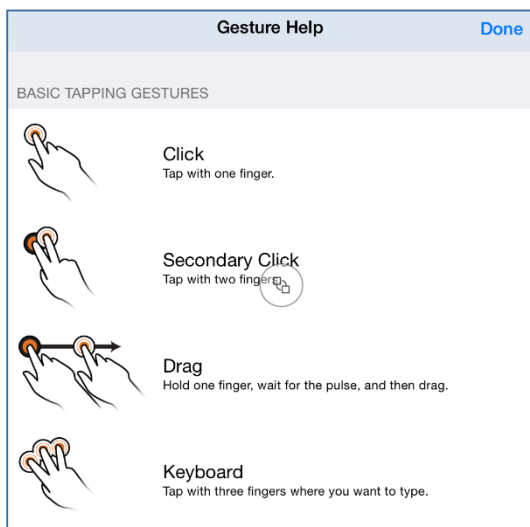 Gesture Help
Done
BASIC TAPPING GESTURES
Click
Tap with one finger.
Secondary Click
Tap with two fingers.
Drag
Hold one finger, wait for the pulse, and then drag.
Keyboard
Tap with three fingers where you want to type.